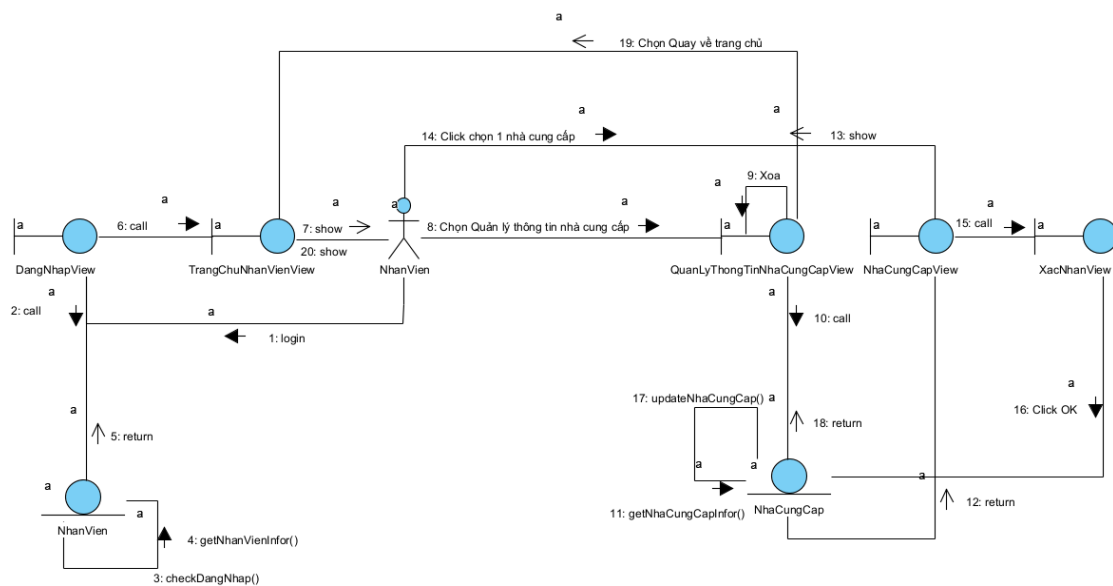 a
19: Chọn Quay về trang chủ
a
a
14: Click chọn 1 nhà cung cấp
13: show
a
a
a
a
9: Xoa
a
a
6: call
a
a
7: show
20: show
8: Chọn Quản lý thông tin nhà cung cấp
a
a
15: call
a
DangNhapView
TrangChuNhanVienView
NhanVien
QuanLyThongTinNhaCungCapView
NhaCungCapView
XacNhanView
a
2: call
a
1: login
a
10: call
a
16: Click OK
17: updateNhaCungCap()
a
a
5: return
18: return
a
a
a
a
a
NhanVien
4: getNhanVienInfor()
3: checkDangNhap()
11: getNhaCungCapInfor()
NhaCungCap
12: return